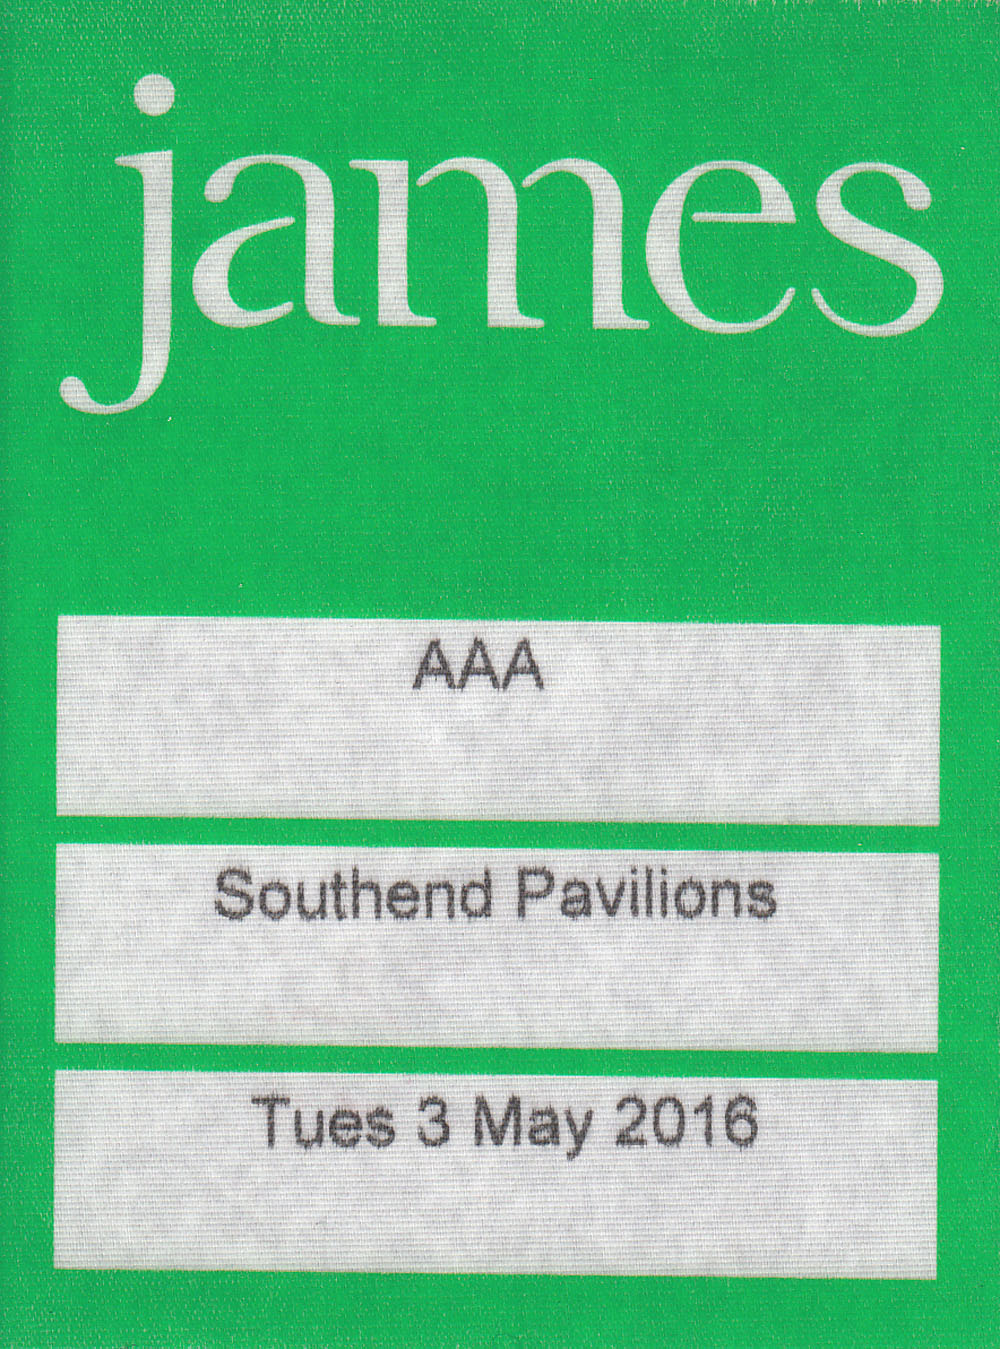 james
AAA
Southend Pavilions
Tues 3 May 2016